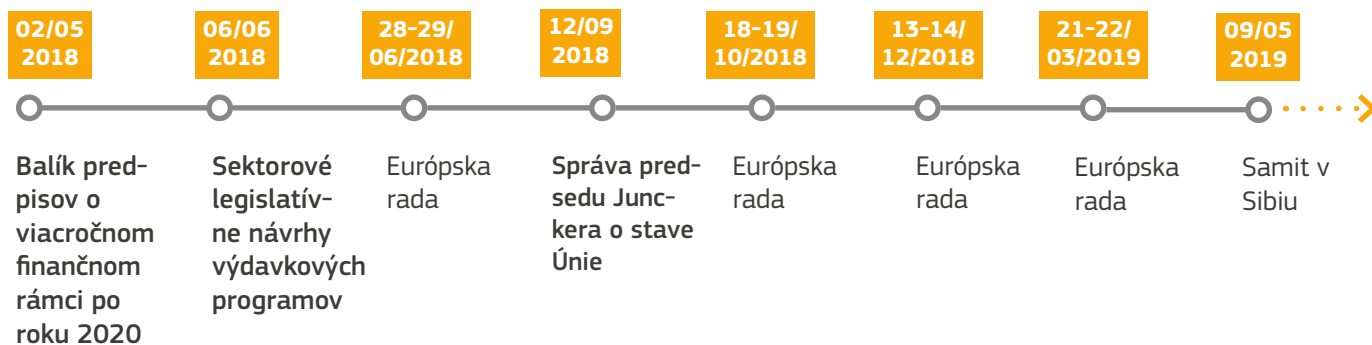 02/05
2018
06/06
2018
28-29/
06/2018
12/09
2018
18-19/
10/2018
13-14/
12/2018
21-22/
03/2019
09/05
2019
Balík pred-
pisov o
viacročnom
finančnom
rámci po
roku 2020
Sektorové
legislatív-
ne návrhy
výdavkových
programov
Európska
rada
Správa pred-
sedu Junc-
kera o stave
Únie
Európska
rada
Európska
rada
Európska
rada
Samit v
Sibiu